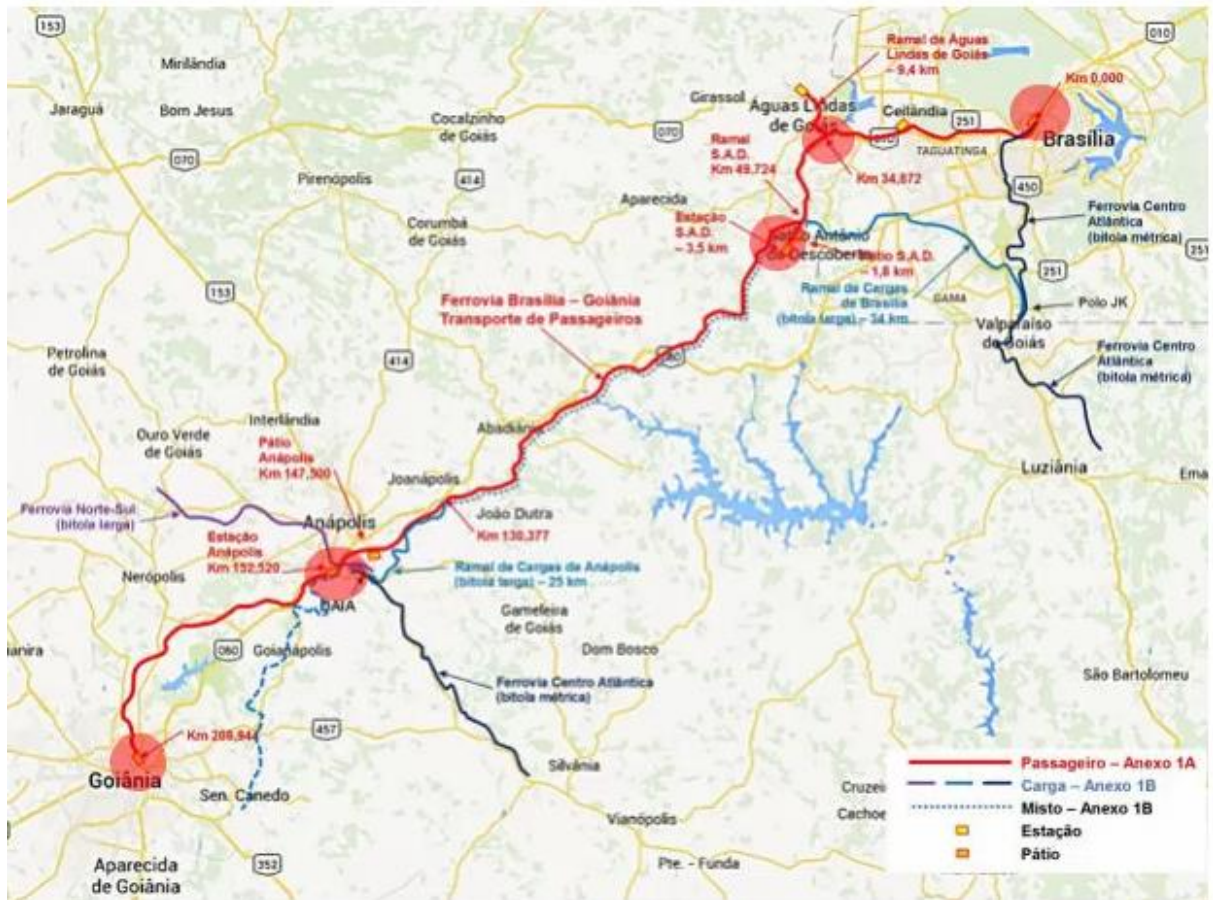 153
Mirilândia
Jaraguá
Bom Jesus
070
Cocalzinho
de Goiás
Pirenópolis
414
Corumbá
de Goiás
Girassol
070
Ramal de Águas
Lindas de Goiás
– 9,4 km
Águas Lindas
de Goiás
Ceilândia
251
TAGUATINGA
Km 0,000
010
Brasília
Km 34,672
Ramal
S.A.D.
Km 49,724
Aparecida
Estação
S.A.D.
– 3,5 km
Santo Antônio
do Descoberto
Pátio S.A.D.
– 1,8 km
Ramal de Cargas
de Brasília
(bitola larga) – 34 km
450
Ferrovia Centro
Atlântica
(bitola métrica)
251
251
GAMA
Polo JK
Valparaíso
de Goiás
Ferrovia Centro
Atlântica
(bitola métrica)
Luziânia
153
Ferrovia Brasília – Goiânia
Transporte de Passageiros
Petrolina
de Goiás
414
Interlândia
Ouro Verde
de Goiás
Abadiânia
Pátio
Anápolis
Km 147,500
Joanápolis
João Dutra
Km 130,377
Ferrovia Norte-Sul
(bitola larga)
Anápolis
Estação
Anápolis
Km 152,520
Nerópolis
DAIA
Ramal de Cargas de Anápolis
(bitola larga) – 25 km
Gameleira
de Goiás
Dom Bosco
060
Goianápolis
Ferrovia Centro Atlântica
(bitola métrica)
São Bartolomeu
457
Goiânia
Sen. Canedo
Silvânia
Vianópolis
Aparecida
de Goiânia
352
Pte. - Funda
Passageiro – Anexo 1A
Carga – Anexo 1B
Misto – Anexo 1B
Estação
Pátio